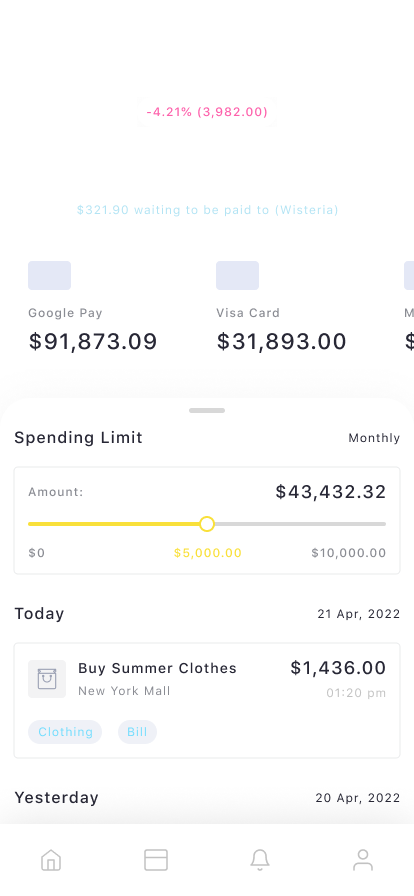 -4.21% (3,982.00)
$321.90 waiting to be paid to (Wisteria)
Google Pay Visa Card M
$91,873.09 $31,893.00 $
Spending Limit Monthly
Amount: $43,432.32
$0 $5,000.00 $10,000.00
Today 21 Apr, 2022
Buy Summer Clothes $1,436.00
New York Mall 01:20 pm
Clothing Bill
Yesterday 20 Apr, 2022